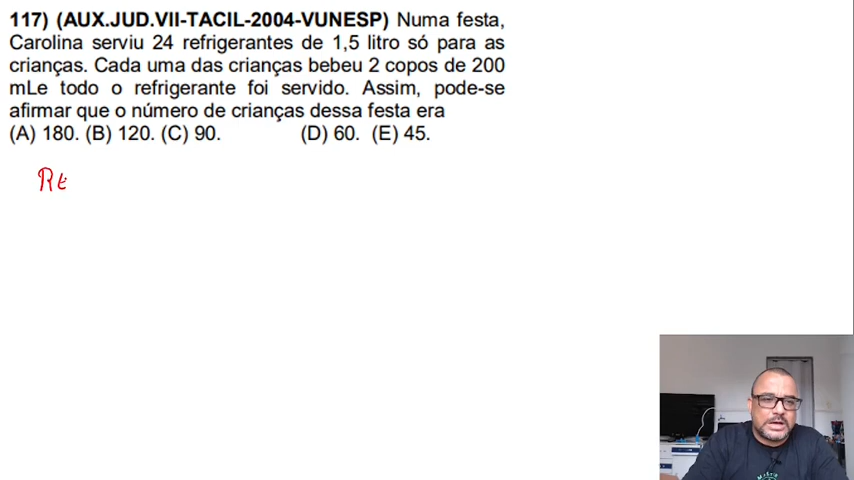 117) (AUX.JUD.VII-TACIL-2004-VUNESP) Numa festa,
Carolina serviu 24 refrigerantes de 1,5 litro só para as
crianças. Cada uma das crianças bebeu 2 copos de 200
mLe todo o refrigerante foi servido. Assim, pode-se
afirmar que o número de crianças dessa festa era
(A) 180. (B) 120. (C) 90. (D) 60. (E) 45.
Rt